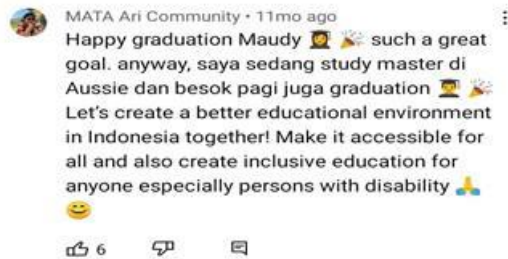 MATA Ari Community • 11mo ago
Happy graduation Maudy 👩‍🎓 🎉 such a great
goal. anyway, saya sedang study master di
Aussie dan besok pagi juga graduation 👨‍🎓 🎉
Let's create a better educational environment
in Indonesia together! Make it accessible for
all and also create inclusive education for
anyone especially persons with disability 🙏
😊
6